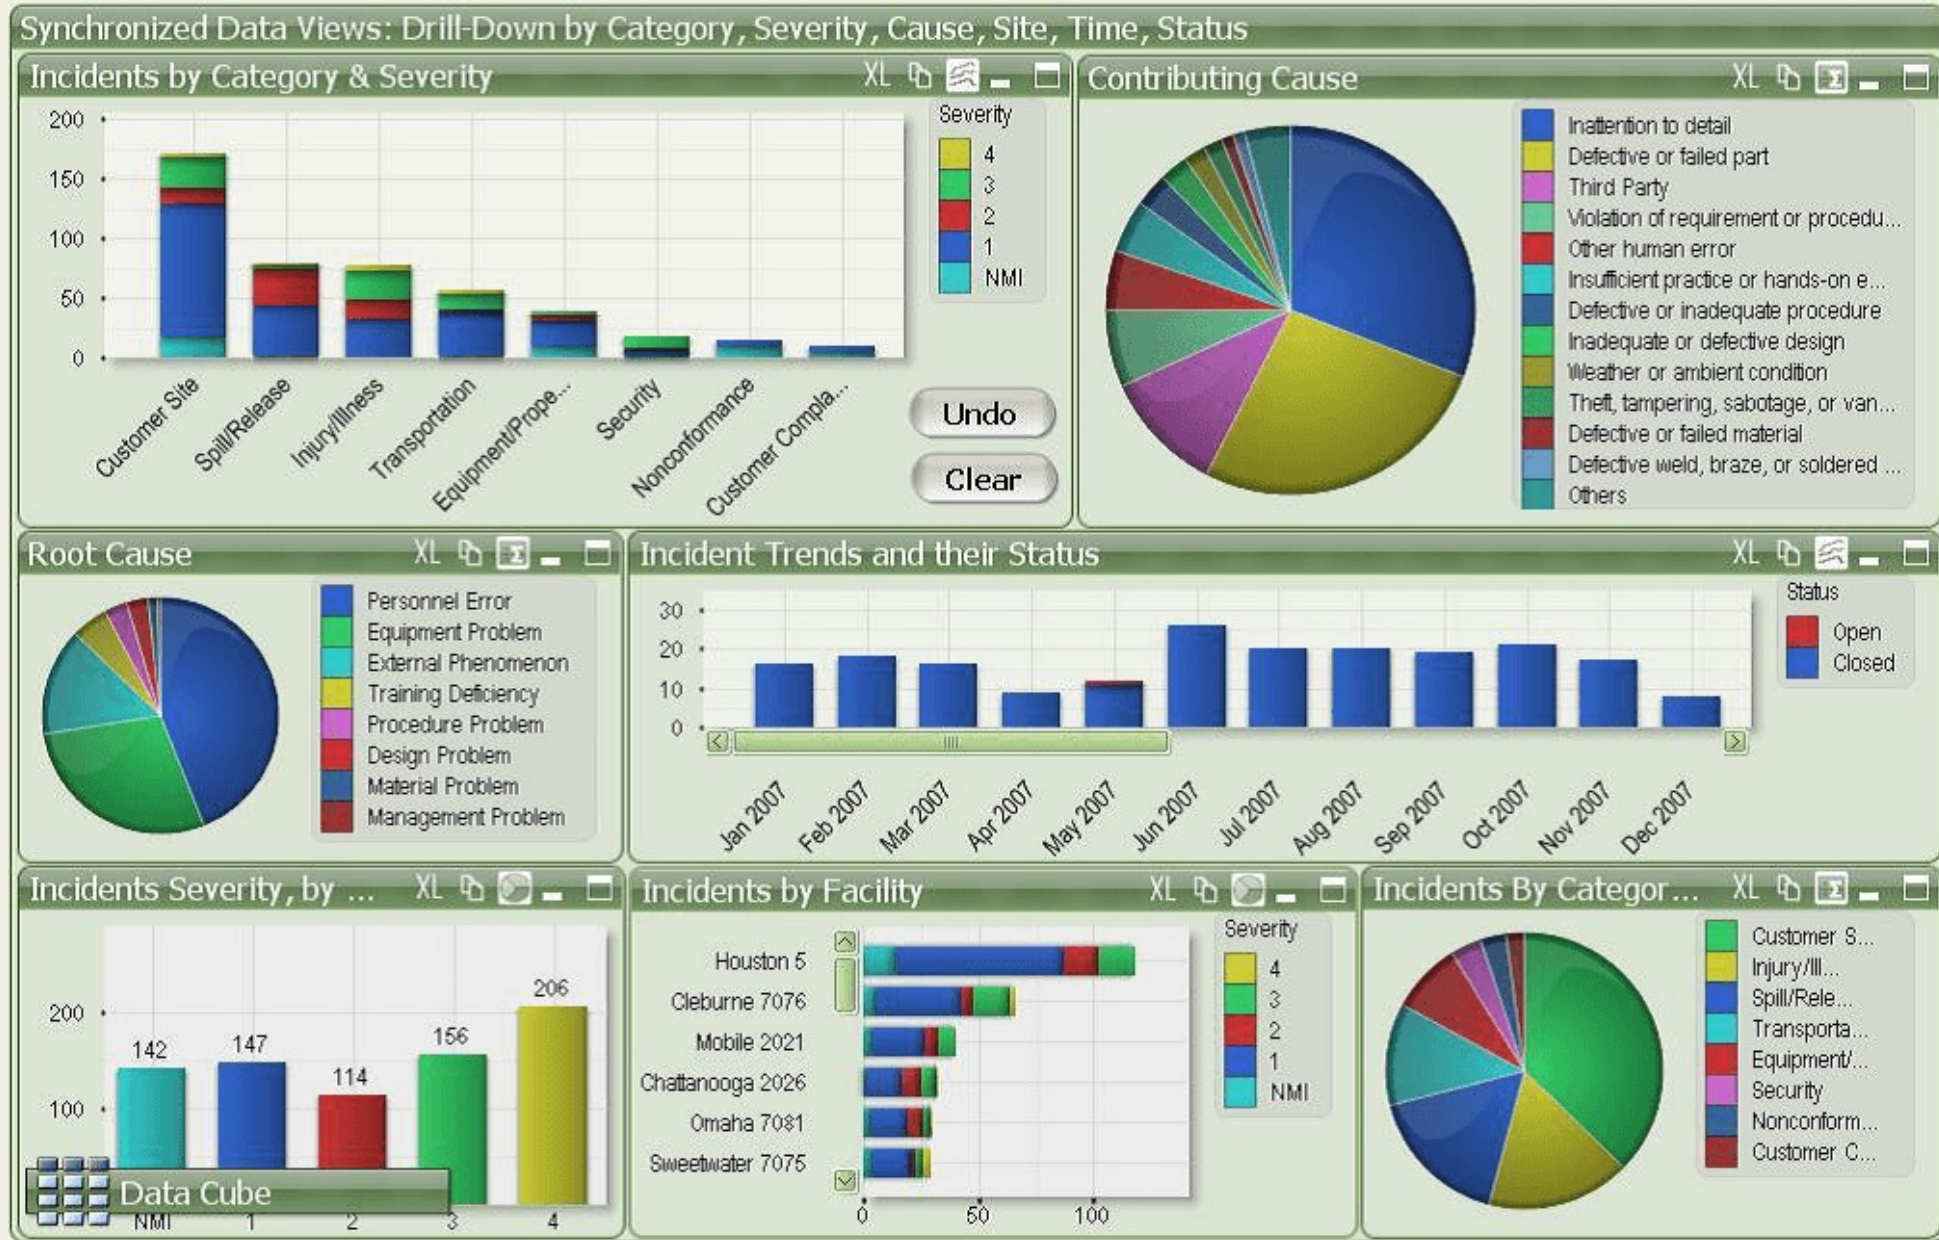 Synchronized Data Views: Drill-Down by Category, Severity, Cause, Site, Time, Status
Incidents by Category & Severity
XL
200
150
100
50
0
Customer Site
Spill/Release
Injury/Illness
Transportation
Equipment/Prope...
Security
Nonconformance
Customer Compla...
Severity
4
3
2
1
NMI
Undo
Clear
Contributing Cause
XL
Inattention to detail
Defective or failed part
Third Party
Violation of requirement or procedu...
Other human error
Insufficient practice or hands-on e...
Defective or inadequate procedure
Inadequate or defective design
Weather or ambient condition
Theft, tampering, sabotage, or van...
Defective or failed material
Defective weld, braze, or soldered ...
Others
Root Cause
XL
Personnel Error
Equipment Problem
External Phenomenon
Training Deficiency
Procedure Problem
Design Problem
Material Problem
Management Problem
Incident Trends and their Status
XL
30
20
10
0
Jan 2007
Feb 2007
Mar 2007
Apr 2007
May 2007
Jun 2007
Jul 2007
Aug 2007
Sep 2007
Oct 2007
Nov 2007
Dec 2007
Status
Open
Closed
Incidents Severity, by ...
XL
200
100
142
147
114
156
206
Data Cube
NMI
1
2
3
4
Incidents by Facility
XL
Houston 5
Cleburne 7076
Mobile 2021
Chattanooga 2026
Omaha 7081
Sweetwater 7075
0
50
100
Severity
4
3
2
1
NMI
Incidents By Categor...
XL
Customer S...
Injury/Ill...
Spill/Rele...
Transporta...
Equipment/...
Security
Nonconform...
Customer C...